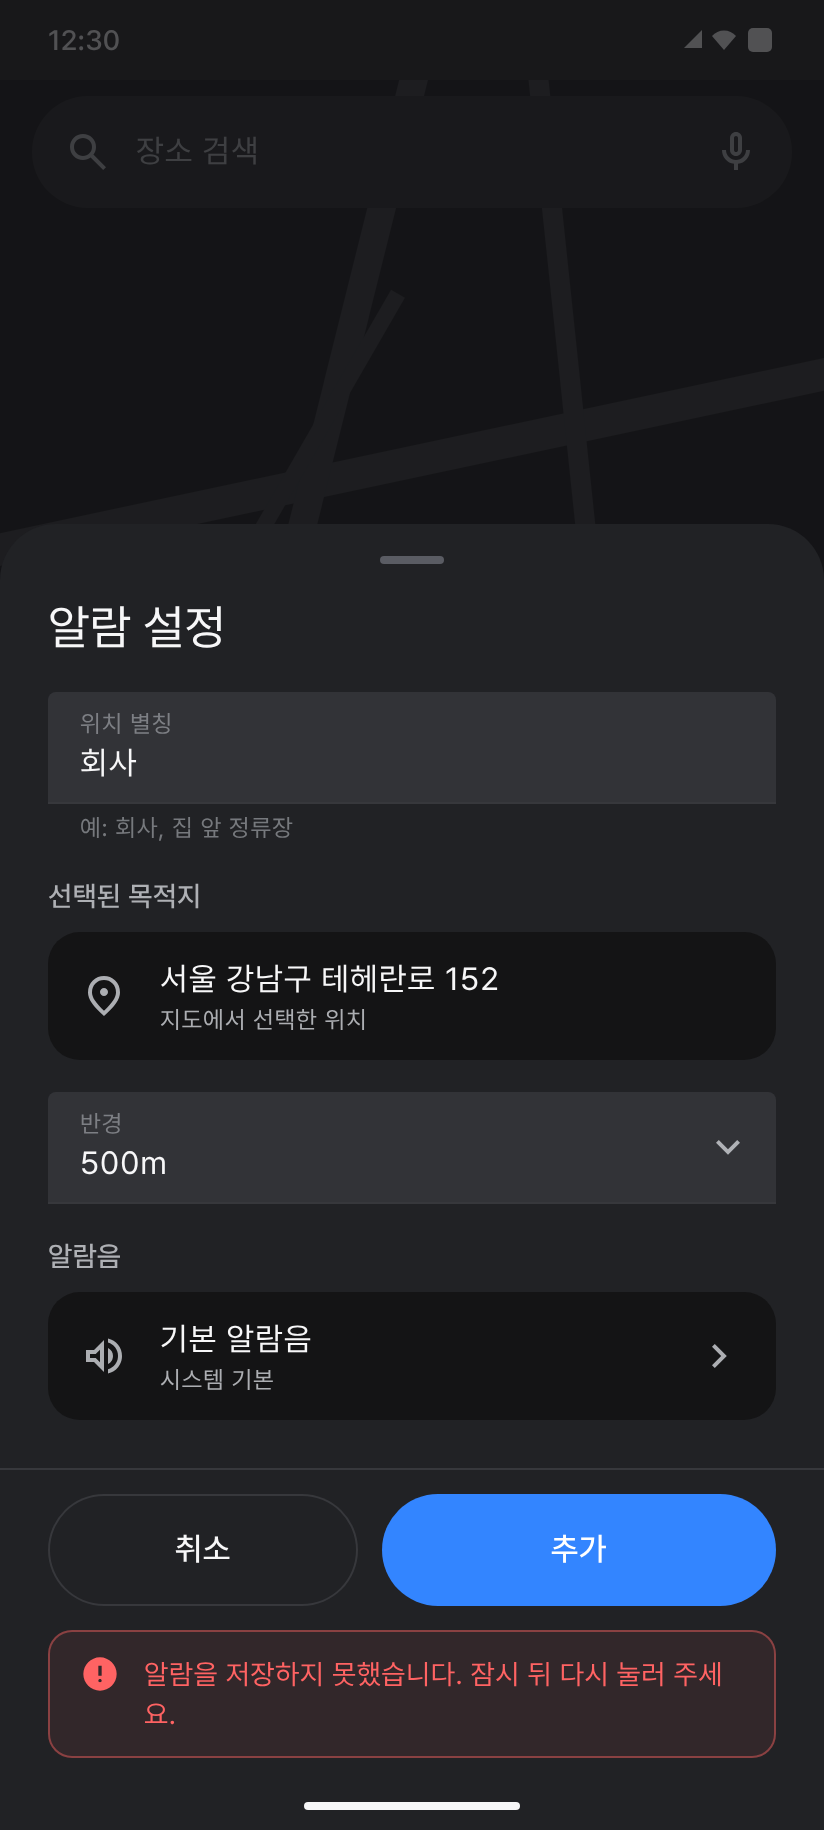 12:30
장소 검색
알람 설정
위치 별칭
회사
예: 회사, 집 앞 정류장
선택된 목적지
서울 강남구 테헤란로 152
지도에서 선택한 위치
반경
500m
알람음
기본 알람음
시스템 기본
취소
추가
알람을 저장하지 못했습니다. 잠시 뒤 다시 눌러 주세
요.